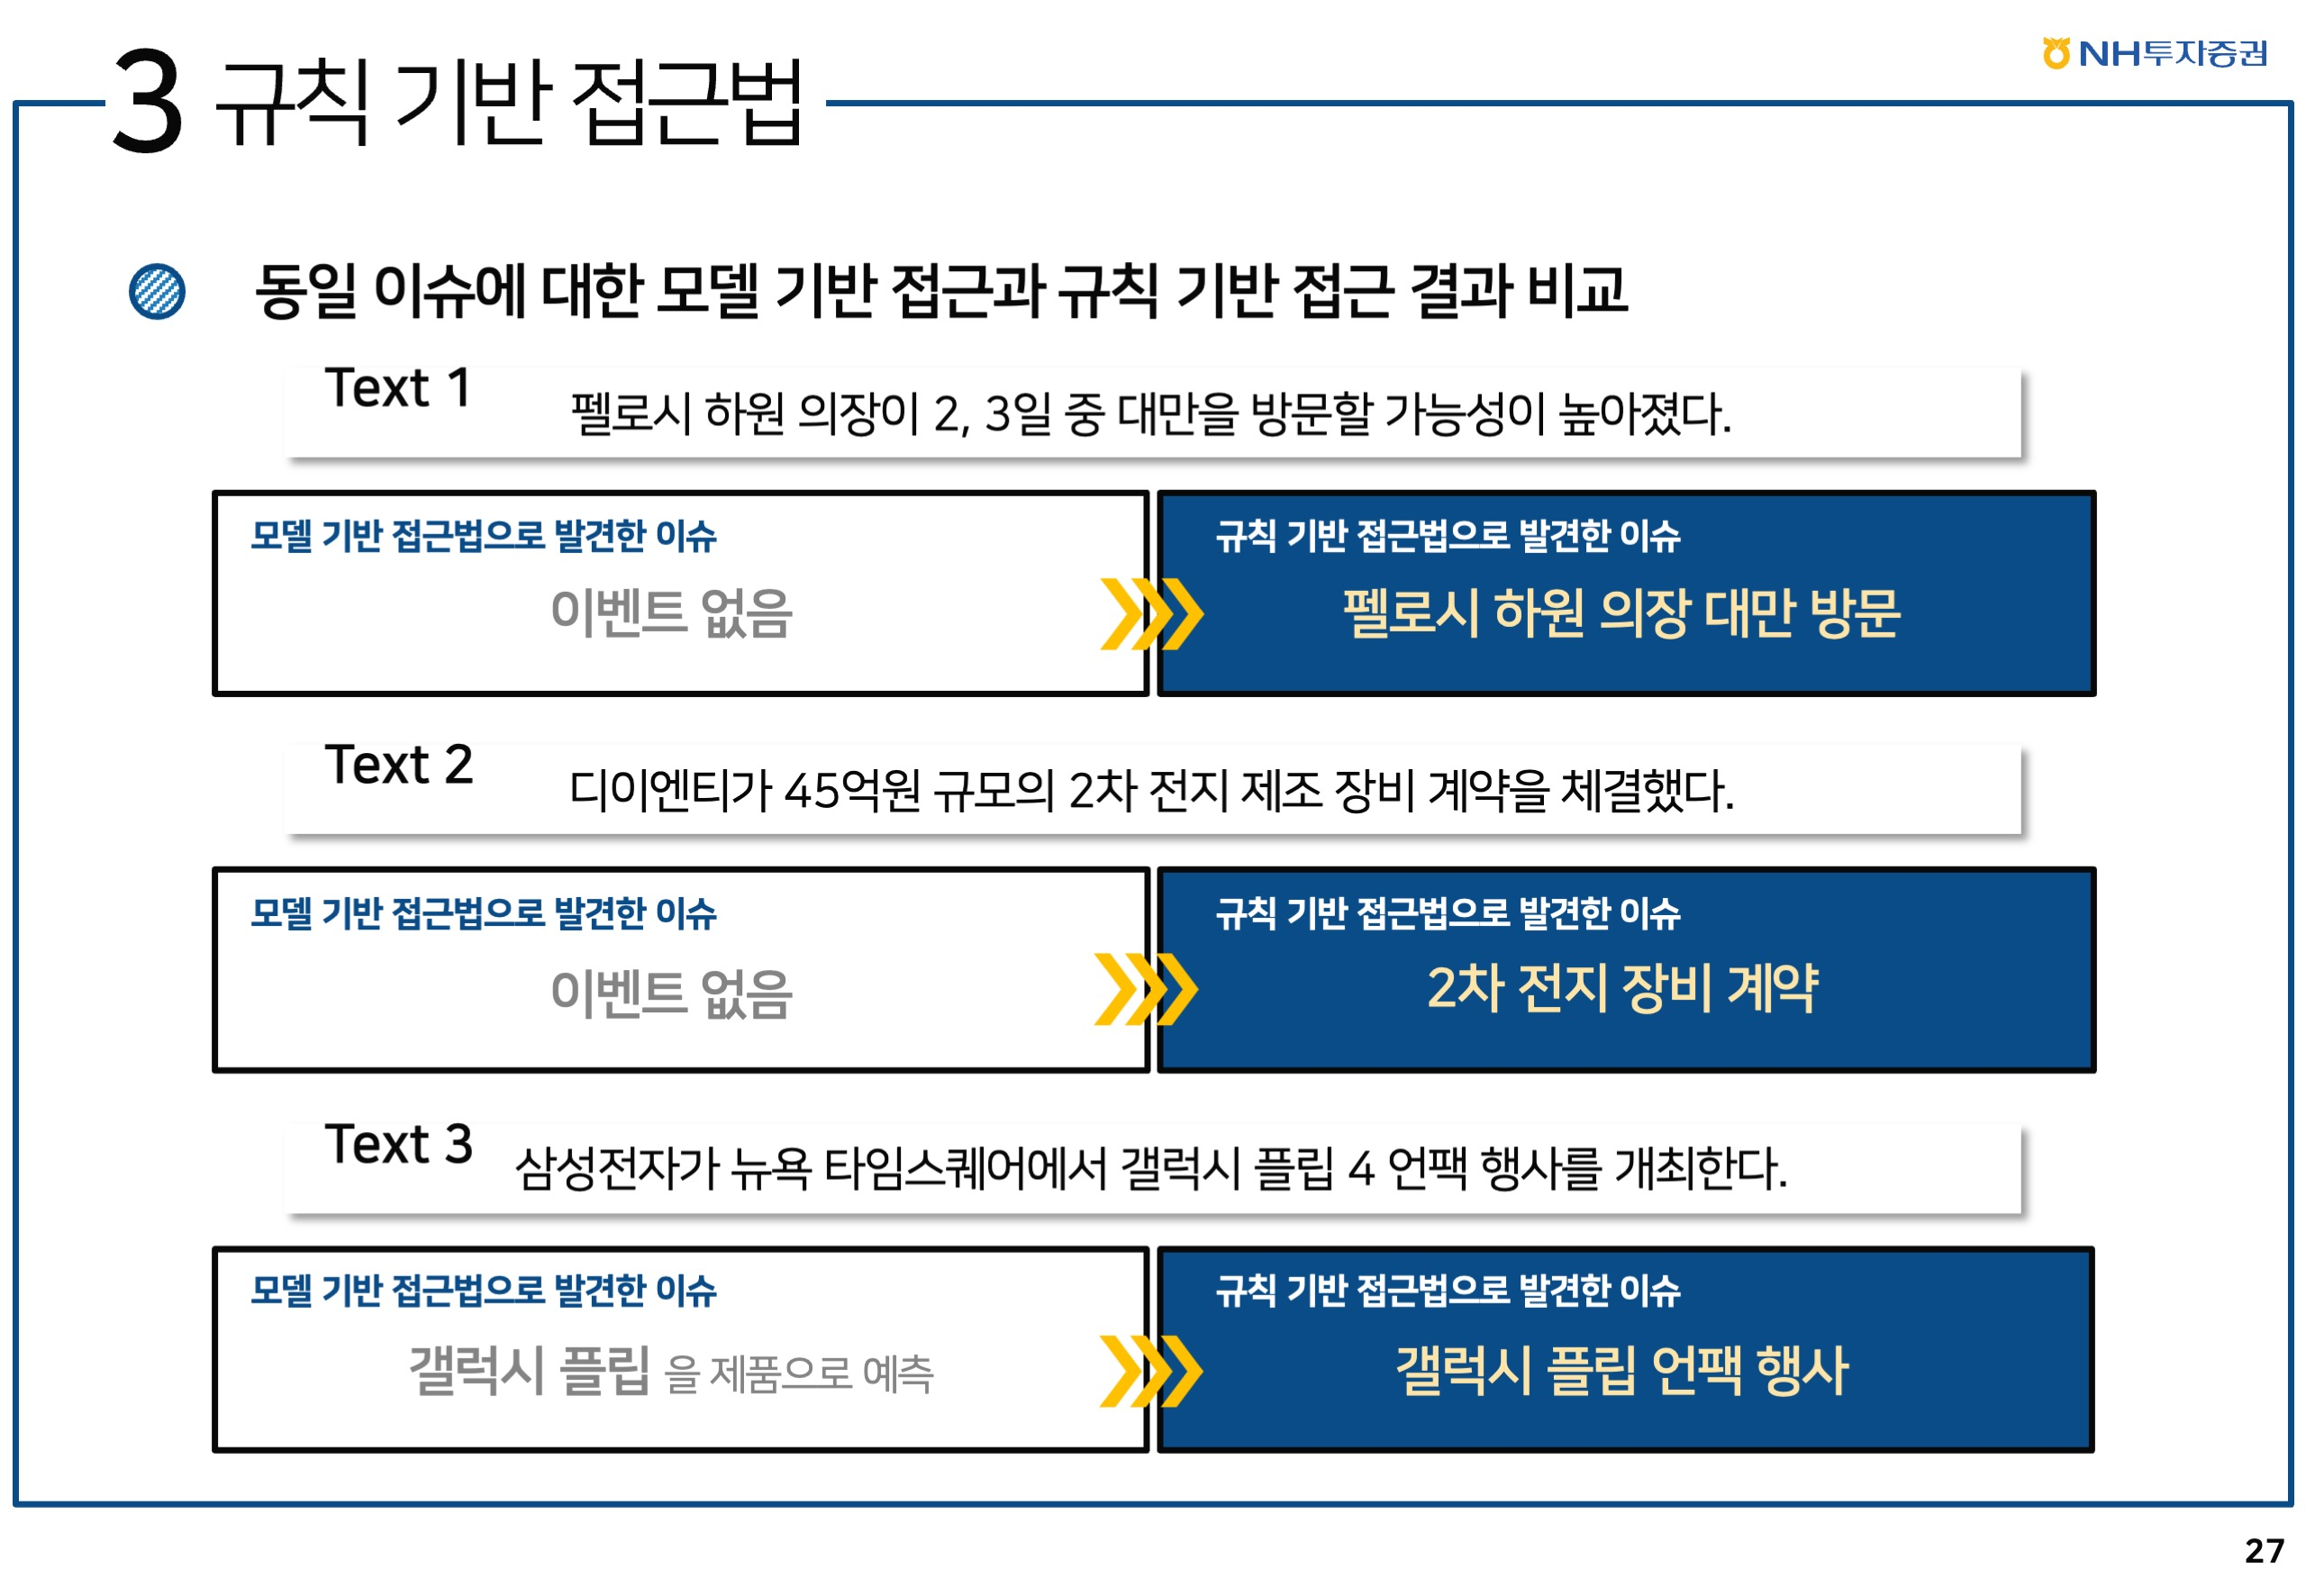 3 규칙 기반 접근법
NH투자증권
동일 이슈에 대한 모델 기반 접근과 규칙 기반 접근 결과 비교
Text 1
펠로시 하원 의장이 2, 3일 중 대만을 방문할 가능성이 높아졌다.
모델 기반 접근법으로 발견한 이슈
이벤트 없음
규칙 기반 접근법으로 발견한 이슈
펠로시 하원 의장 대만 방문
Text 2
디이엔티가 45억원 규모의 2차 전지 제조 장비 계약을 체결했다.
모델 기반 접근법으로 발견한 이슈
이벤트 없음
규칙 기반 접근법으로 발견한 이슈
2차 전지 장비 계약
Text 3
삼성전자가 뉴욕 타임스퀘어에서 갤럭시 플립 4 언팩 행사를 개최한다.
모델 기반 접근법으로 발견한 이슈
갤럭시 플립 을 제품으로 예측
규칙 기반 접근법으로 발견한 이슈
갤럭시 플립 언팩 행사
27